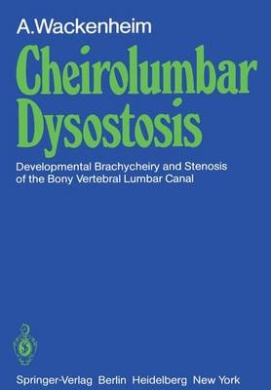 A. Wackenheim
Cheirolumbar
Dysostosis
Developmental Brachycheiry and Stenosis
of the Bony Vertebral Lumbar Canal
Springer-Verlag Berlin Heidelberg New York